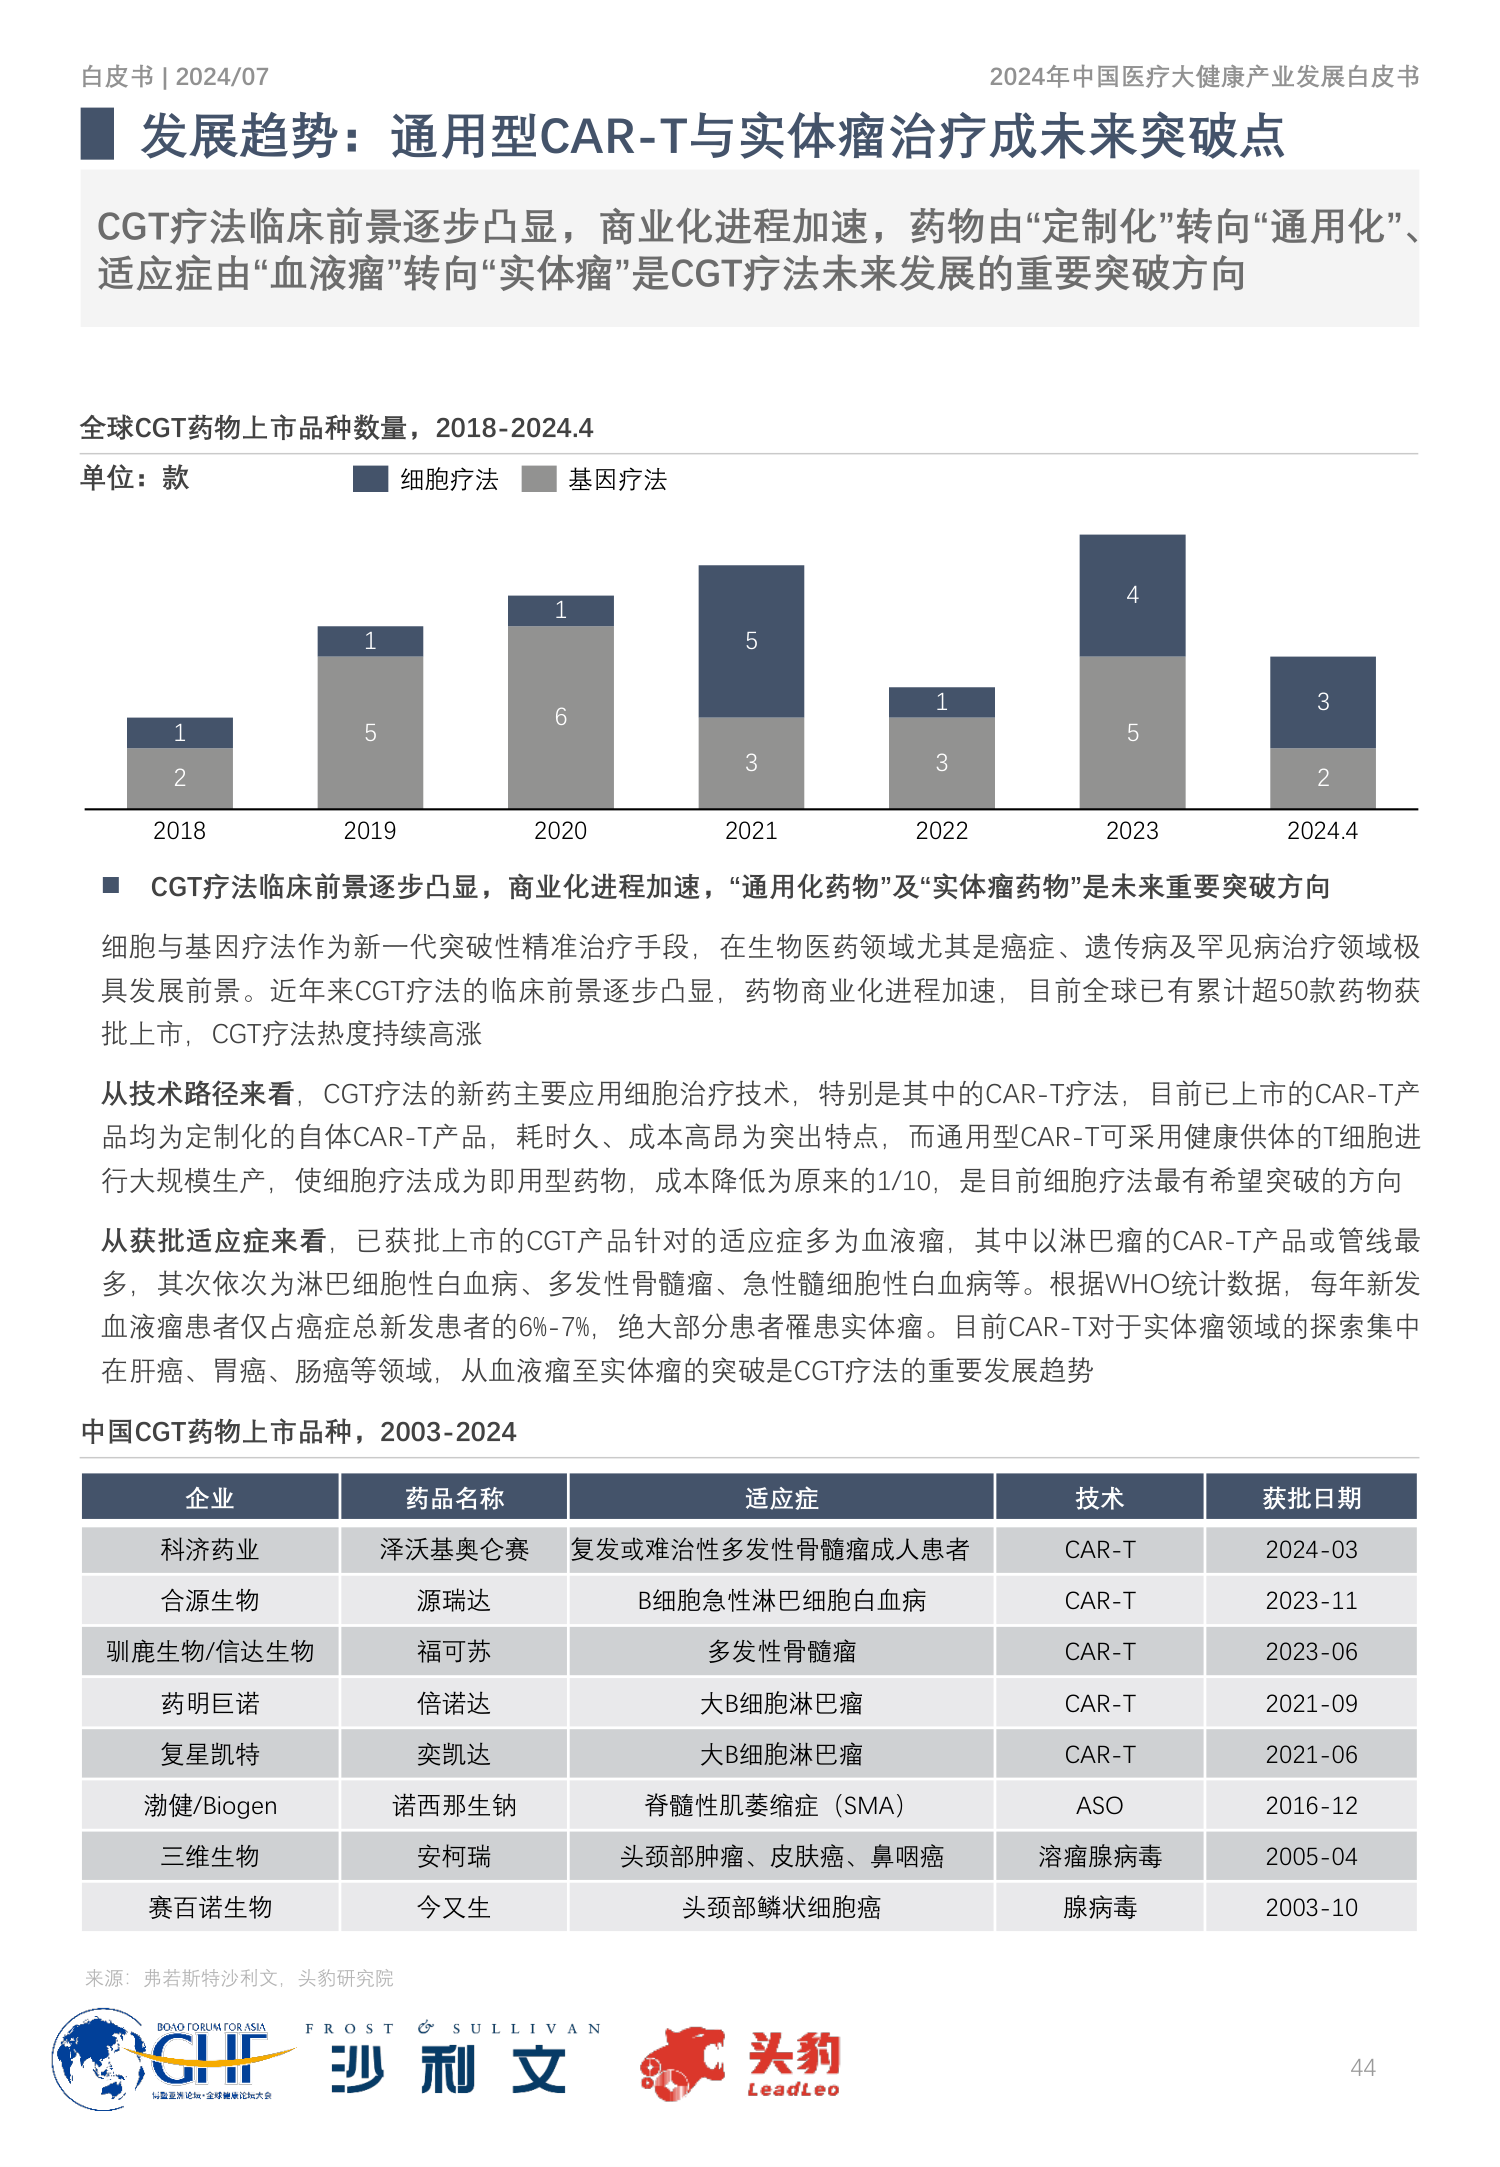 白皮书 | 2024/07
2024年中国医疗大健康产业发展白皮书
发展趋势：通用型CAR-T与实体瘤治疗成未来突破点
CGT疗法临床前景逐步凸显，商业化进程加速，药物由“定制化”转向“通用化”、
适应症由“血液瘤”转向“实体瘤”是CGT疗法未来发展的重要突破方向
全球CGT药物上市品种数量，2018-2024.4
单位：款
细胞疗法 基因疗法
1 1 1 5 1 4 3
2 5 6 3 3 5 2
2018 2019 2020 2021 2022 2023 2024.4
CGT疗法临床前景逐步凸显，商业化进程加速，“通用化药物”及“实体瘤药物”是未来重要突破方向
细胞与基因疗法作为新一代突破性精准治疗手段，在生物医药领域尤其是癌症、遗传病及罕见病治疗领域极
具发展前景。近年来CGT疗法的临床前景逐步凸显，药物商业化进程加速，目前全球已有累计超50款药物获
批上市，CGT疗法热度持续高涨
从技术路径来看，CGT疗法的新药主要应用细胞治疗技术，特别是其中的CAR-T疗法，目前已上市的CAR-T产
品均为定制化的自体CAR-T产品，耗时久、成本高昂为突出特点，而通用型CAR-T可采用健康供体的T细胞进
行大规模生产，使细胞疗法成为即用型药物，成本降低为原来的1/10，是目前细胞疗法最有希望突破的方向
从获批适应症来看，已获批上市的CGT产品针对的适应症多为血液瘤，其中以淋巴瘤的CAR-T产品或管线最
多，其次依次为淋巴细胞性白血病、多发性骨髓瘤、急性髓细胞性白血病等。根据WHO统计数据，每年新发
血液瘤患者仅占癌症总新发患者的6%-7%，绝大部分患者罹患实体瘤。目前CAR-T对于实体瘤领域的探索集中
在肝癌、胃癌、肠癌等领域，从血液瘤至实体瘤的突破是CGT疗法的重要发展趋势
中国CGT药物上市品种，2003-2024
企业 药品名称 适应症 技术 获批日期
科济药业 泽沃基奥仑赛 复发或难治性多发性骨髓瘤成人患者 CAR-T 2024-03
合源生物 源瑞达 B细胞急性淋巴细胞白血病 CAR-T 2023-11
驯鹿生物/信达生物 福可苏 多发性骨髓瘤 CAR-T 2023-06
药明巨诺 倍诺达 大B细胞淋巴瘤 CAR-T 2021-09
复星凯特 奕凯达 大B细胞淋巴瘤 CAR-T 2021-06
渤健/Biogen 诺西那生钠 脊髓性肌萎缩症（SMA） ASO 2016-12
三维生物 安柯瑞 头颈部肿瘤、皮肤癌、鼻咽癌 溶瘤腺病毒 2005-04
赛百诺生物 今又生 头颈部鳞状细胞癌 腺病毒 2003-10
来源：弗若斯特沙利文，头豹研究院
BOAO FORUM FOR ASIA
GHF
博鳌亚洲论坛·全球健康论坛大会
FROST & SULLIVAN
沙利文
头豹
LeadLeo
44